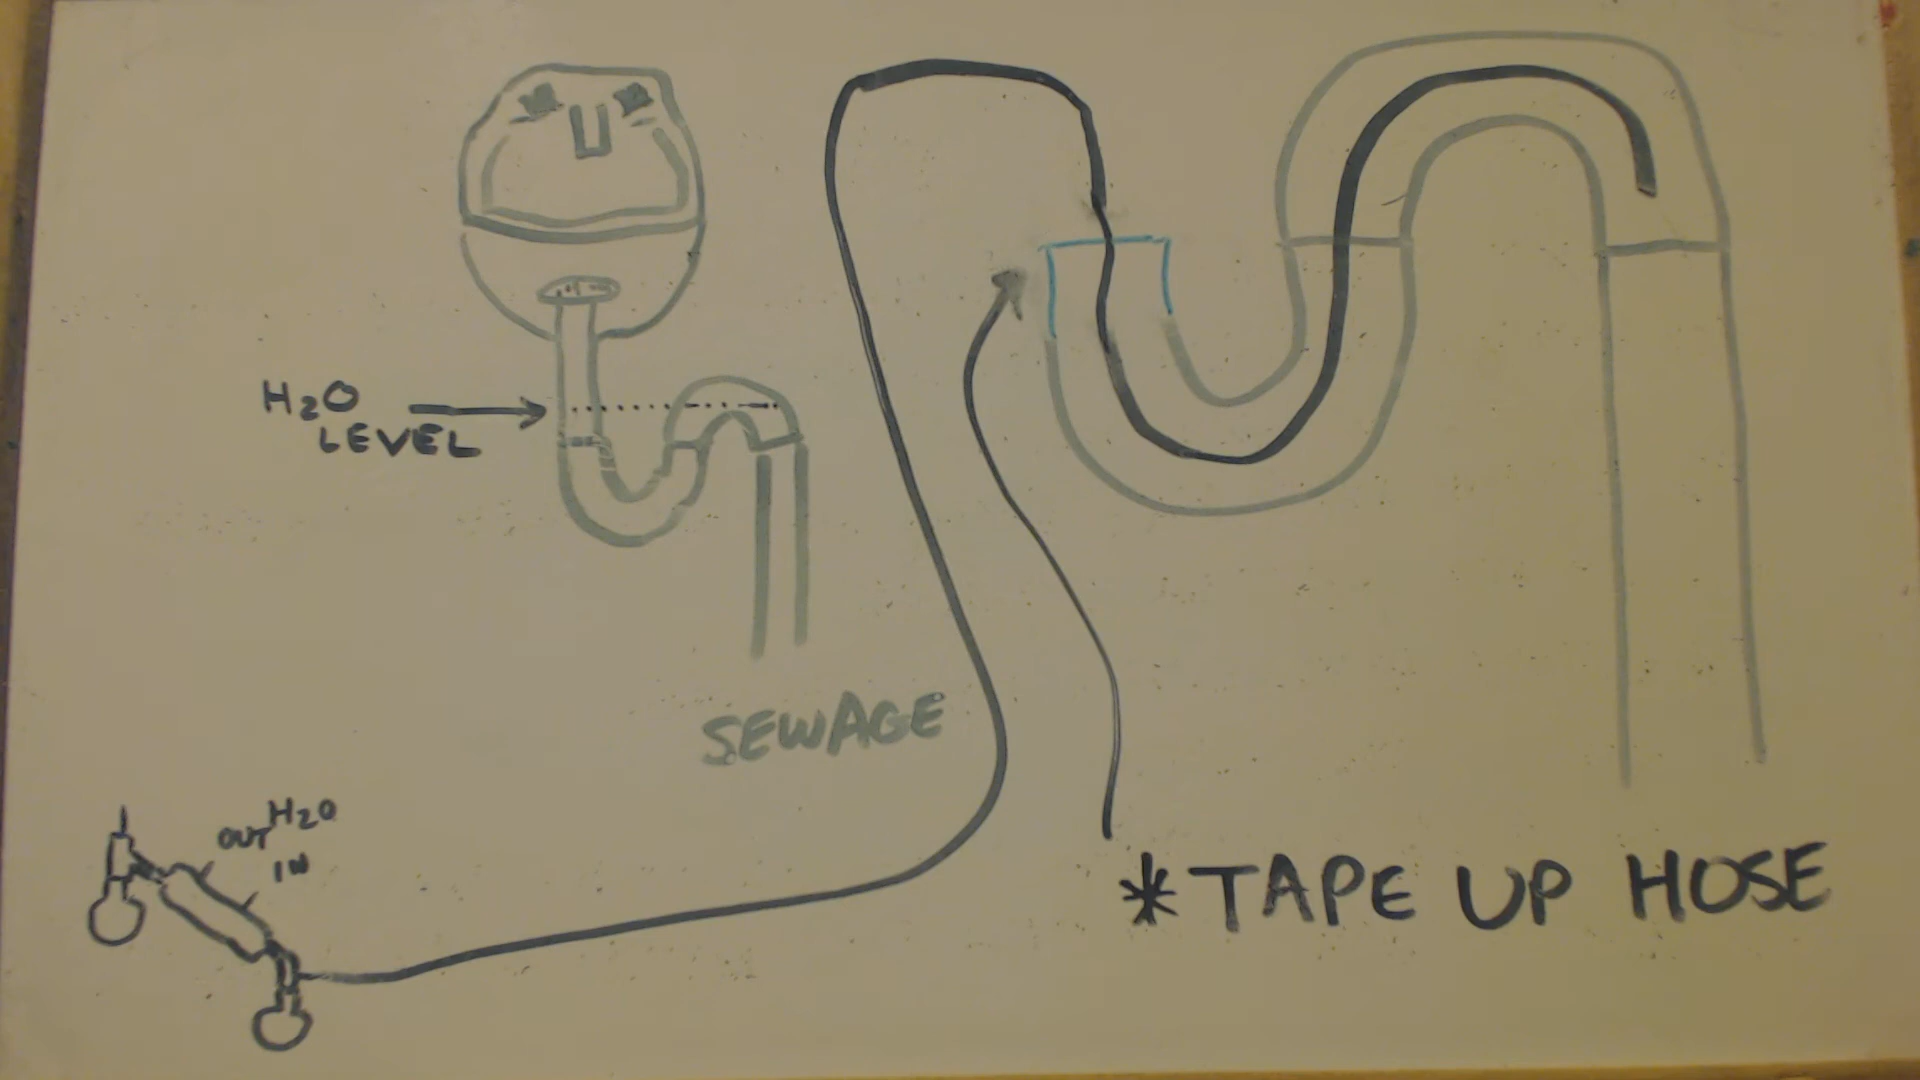 H2O
LEVEL
SEWAGE
H2O
OUT
IN
*TAPE UP HOSE